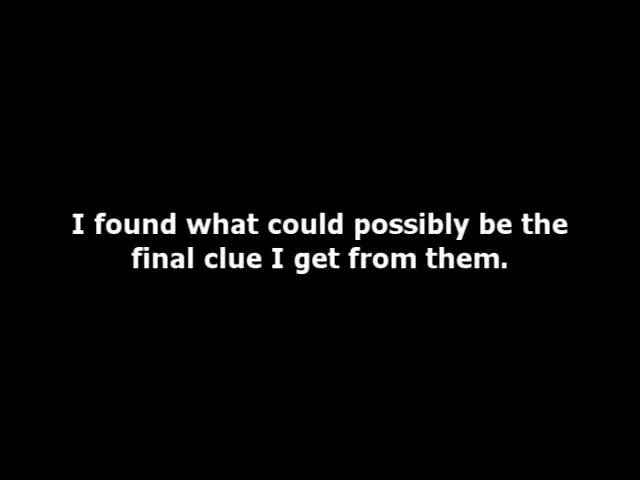 I found what could possibly be the
final clue I get from them.